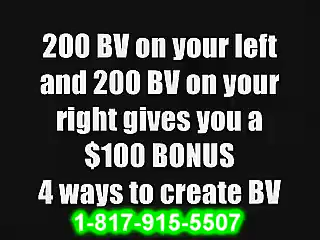 200 BV on your left
and 200 BV on your
right gives you a
$100 BONUS
4 ways to create BV
1-817-915-5507